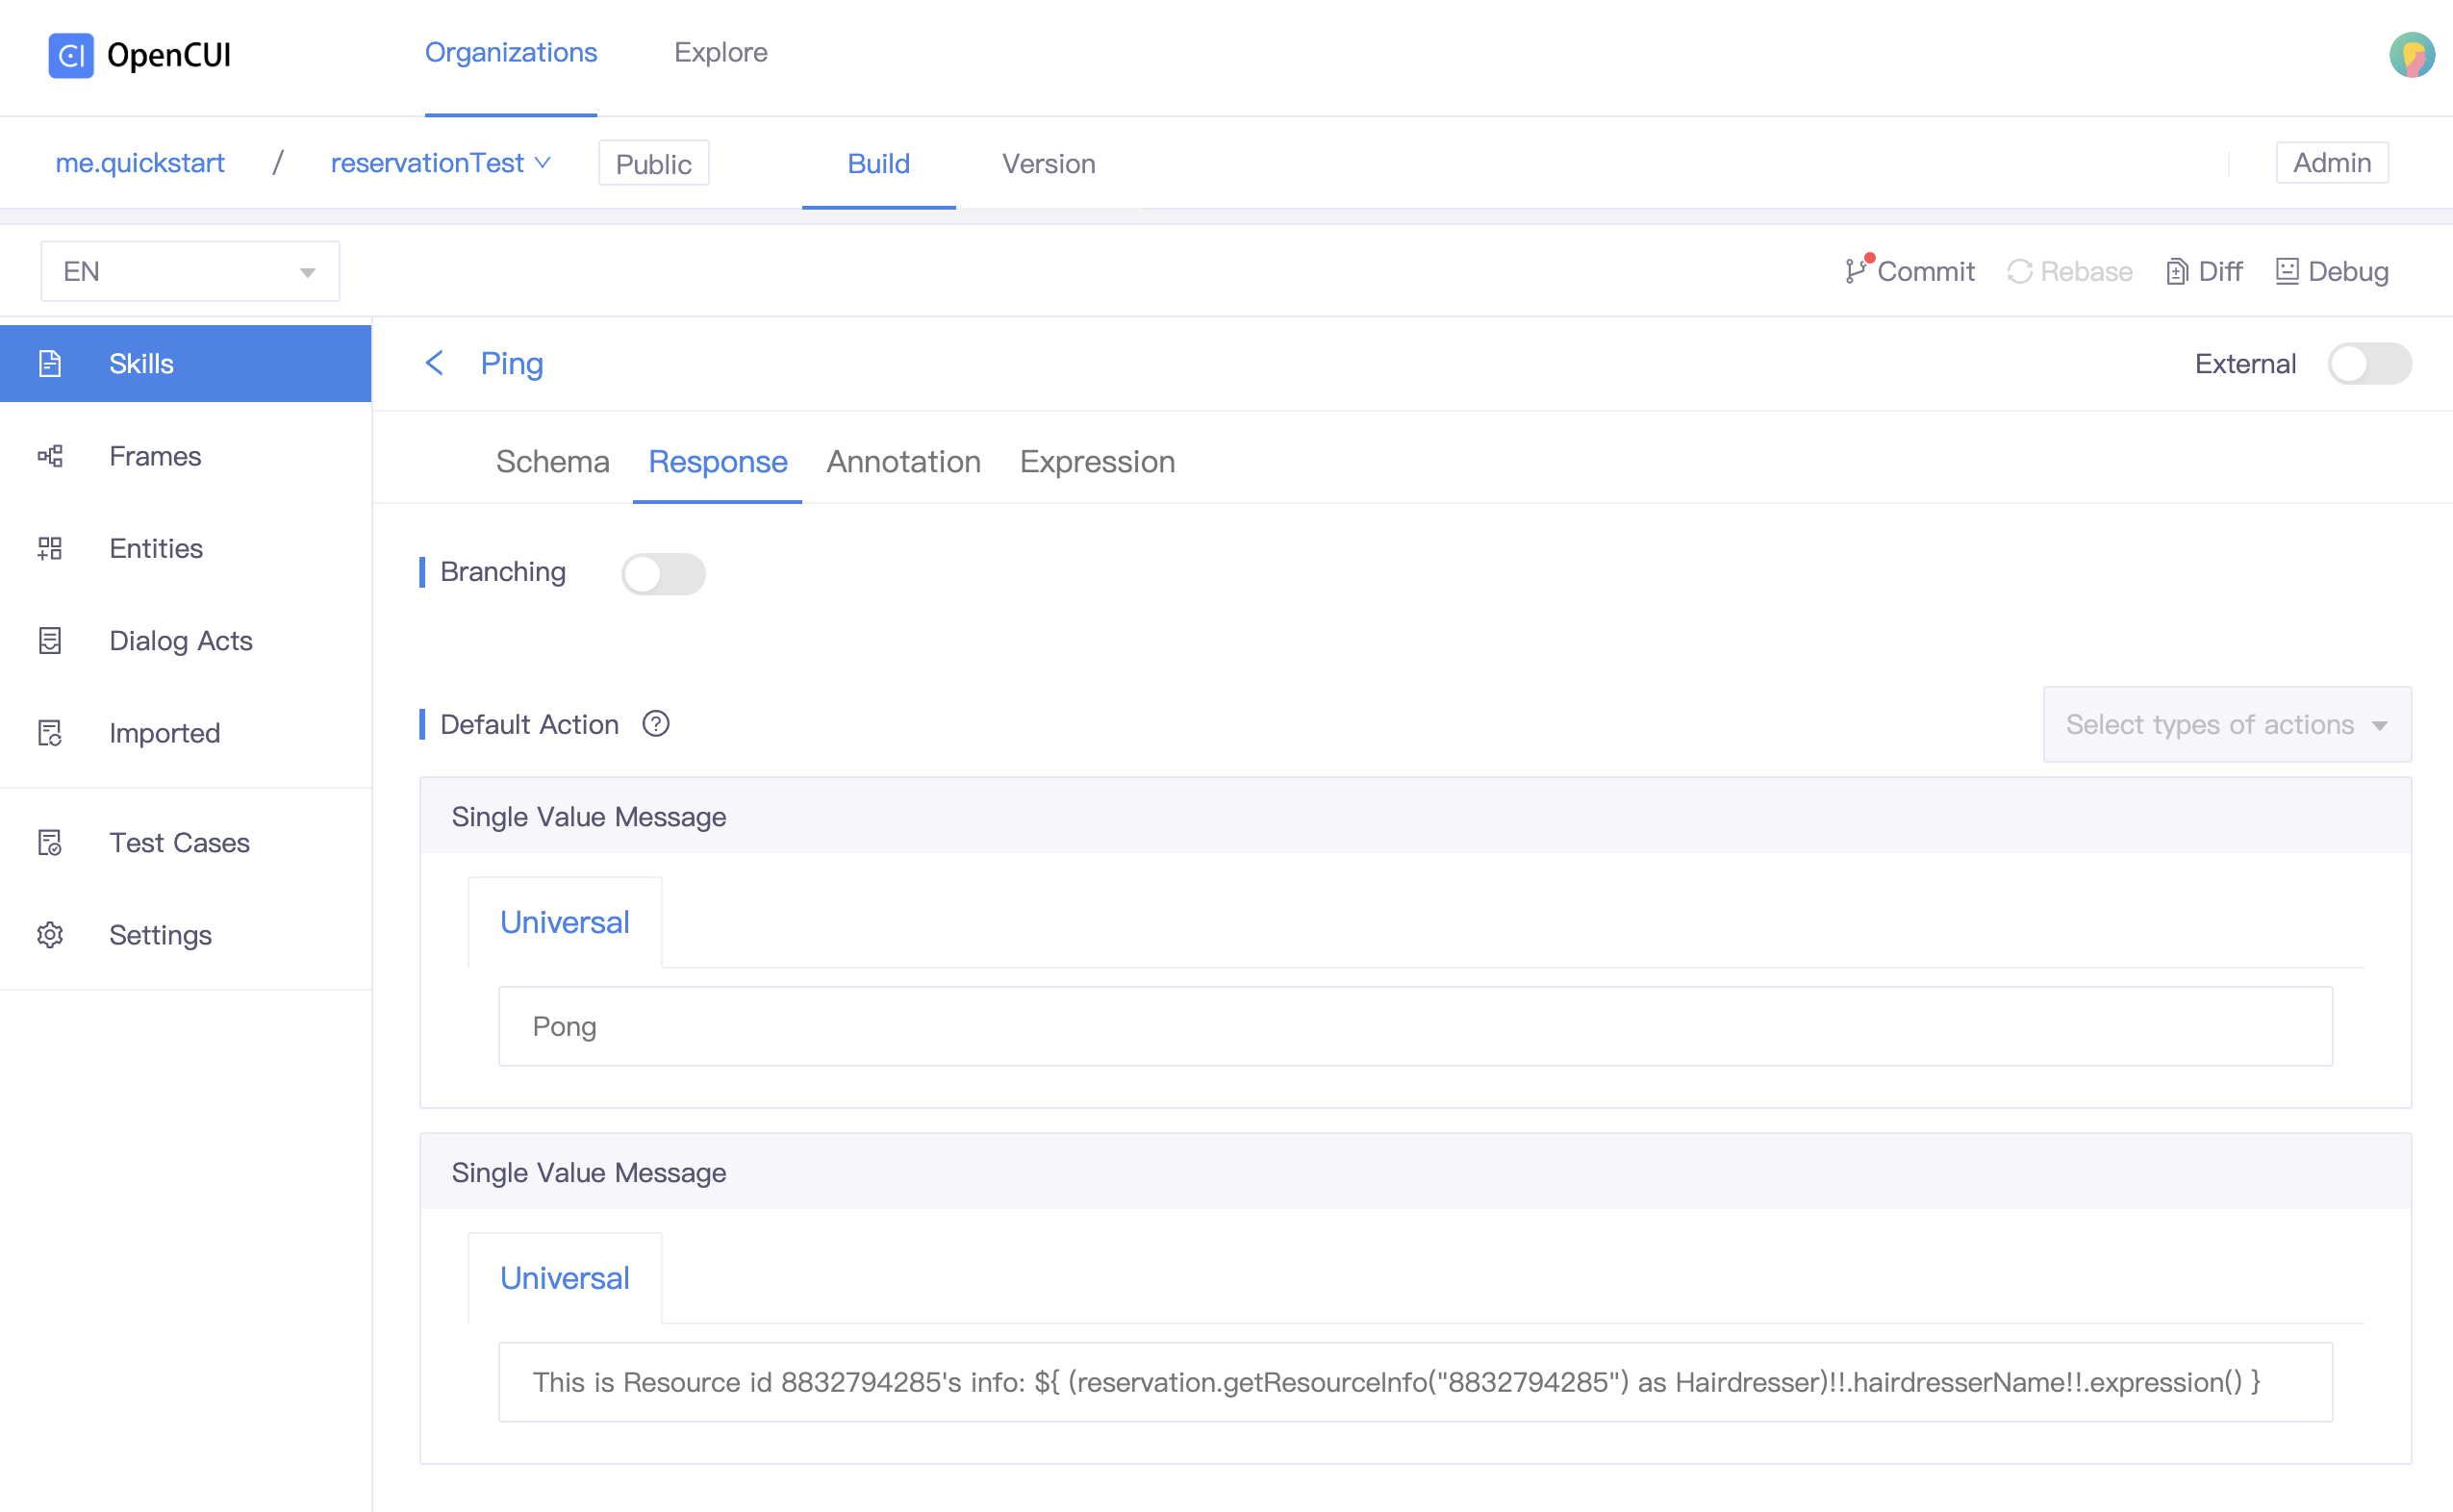 CI OpenCUI
Organizations
Explore
me.quickstart / reservationTest
Public
Build
Version
Admin
EN
Commit
Rebase
Diff
Debug
Skills
Frames
Entities
Dialog Acts
Imported
Test Cases
Settings
Ping
External
Schema
Response
Annotation
Expression
Branching
Default Action ?
Select types of actions
Single Value Message
Universal
Pong
Single Value Message
Universal
This is Resource id 8832794285's info: ${ (reservation.getResourceInfo("8832794285") as Hairdresser)!!.hairdresserName!!.expression() }